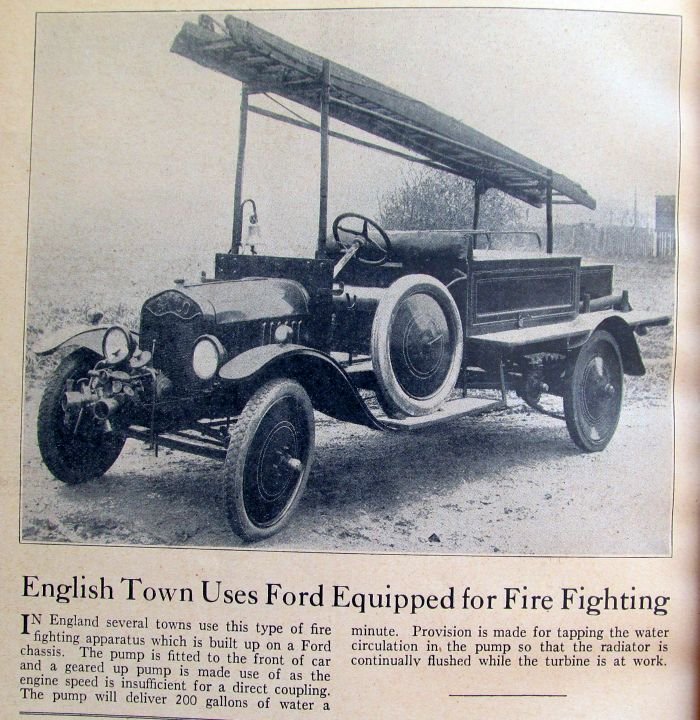 English Town Uses Ford Equipped for Fire Fighting
IN England several towns use this type of fire
fighting apparatus which is built up on a Ford
chassis. The pump is fitted to the front of car
and a geared up pump is made use of as the
engine speed is insufficient for a direct coupling.
The pump will deliver 200 gallons of water a
minute. Provision is made for tapping the water
circulation in the pump so that the radiator is
continually flushed while the turbine is at work.